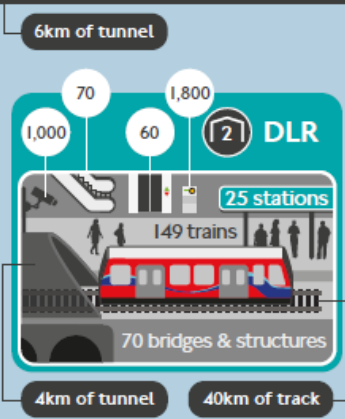 6km of tunnel
70
1,800
1,000
60
2
DLR
25 stations
149 trains
70 bridges & structures
4km of tunnel
40km of track